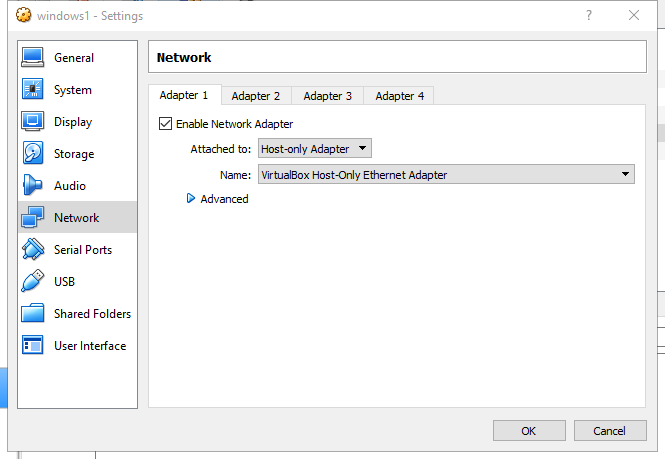 windows1 - Settings
?
General
System
Display
Storage
Audio
Network
Serial Ports
USB
Shared Folders
User Interface
Network
Adapter 1 Adapter 2 Adapter 3 Adapter 4
Enable Network Adapter
Attached to: Host-only Adapter
Name: VirtualBox Host-Only Ethernet Adapter
Advanced
OK Cancel